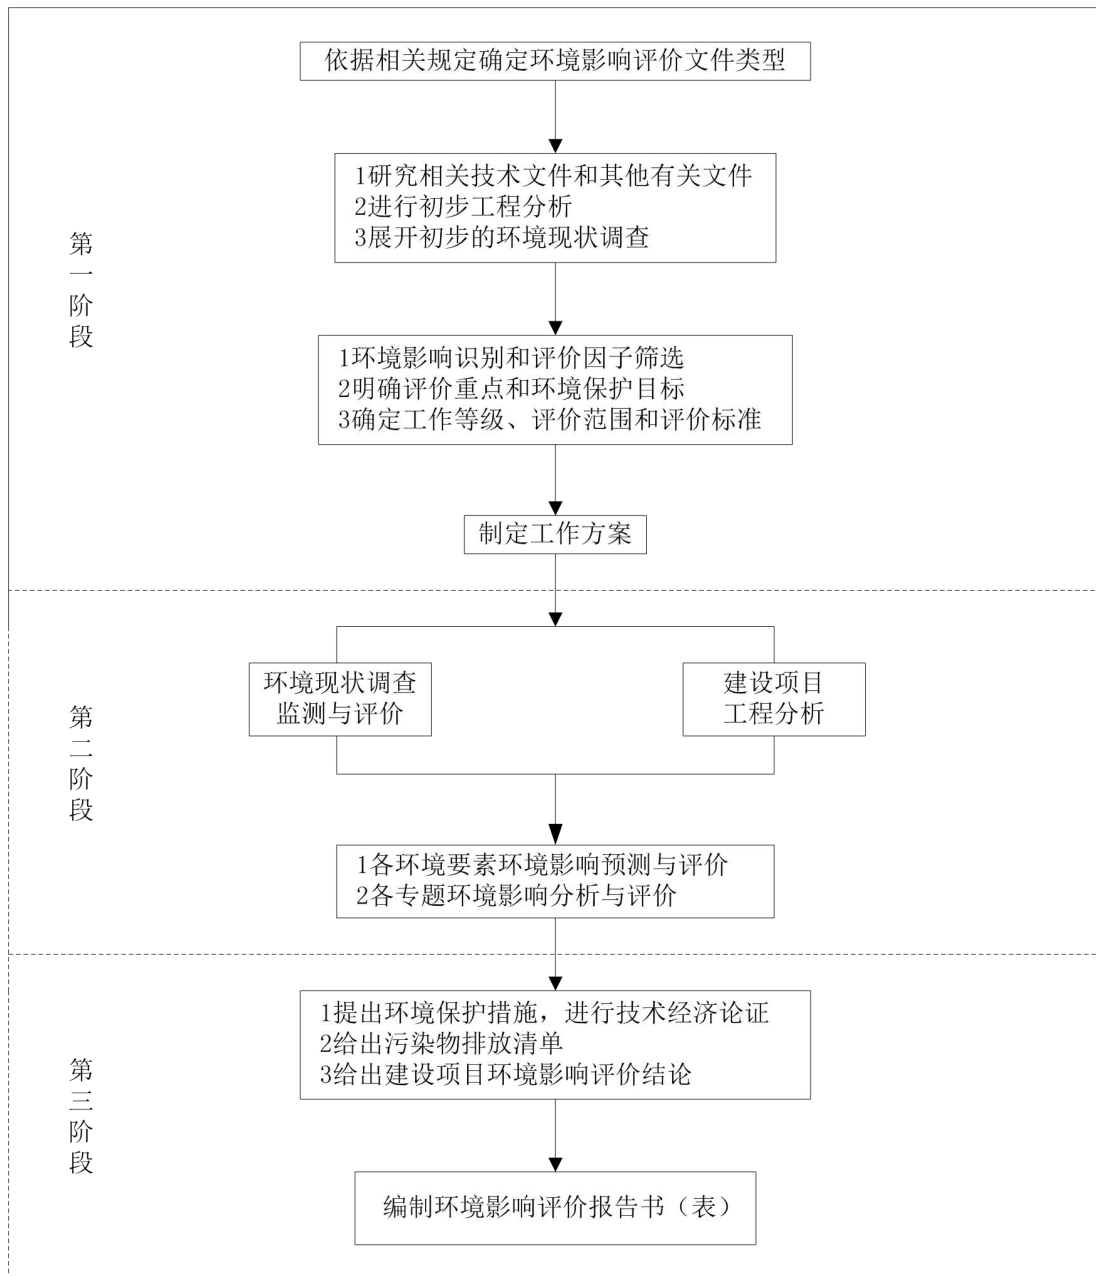 依据相关规定确定环境影响评价文件类型
1研究相关技术文件和其他有关文件
2进行初步工程分析
3展开初步的环境现状调查
第一阶段
1环境影响识别和评价因子筛选
2明确评价重点和环境保护目标
3确定工作等级、评价范围和评价标准
制定工作方案
环境现状调查
监测与评价
建设项目
工程分析
第二阶段
1各环境要素环境影响预测与评价
2各专题环境影响分析与评价
1提出环境保护措施，进行技术经济论证
2给出污染物排放清单
3给出建设项目环境影响评价结论
第三阶段
编制环境影响评价报告书（表）